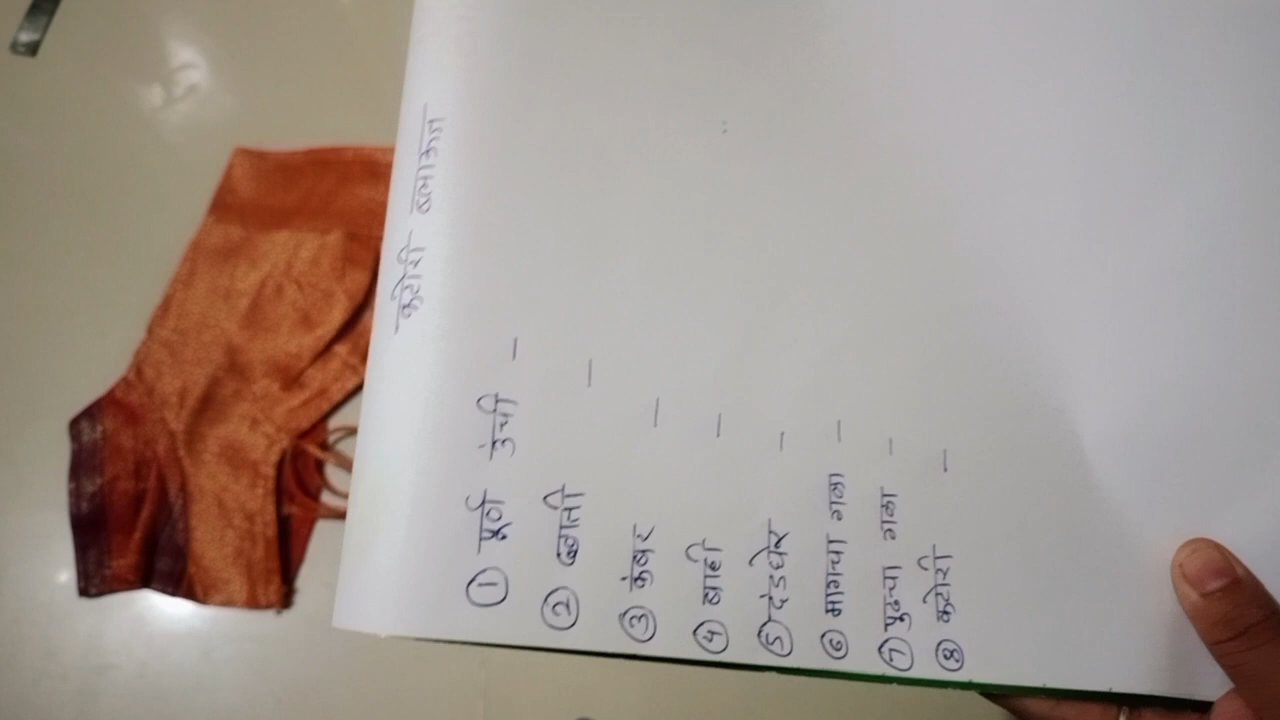 कटोरी ब्लाऊज
① पूर्ण उंची –
② छाती –
③ कंबर –
④ बाही –
⑤ दंडघेर –
⑥ मागचा गळा –
⑦ पुढचा गळा –
⑧ कटोरी –